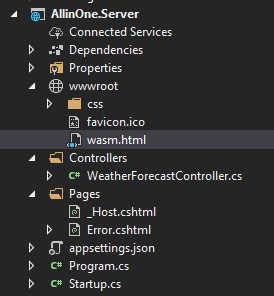 AllinOne.Server
Connected Services
Dependencies
Properties
wwwroot
css
favicon.ico
wasm.html
Controllers
C# WeatherForecastController.cs
Pages
_Host.cshtml
Error.cshtml
appsettings.json
C# Program.cs
C# Startup.cs